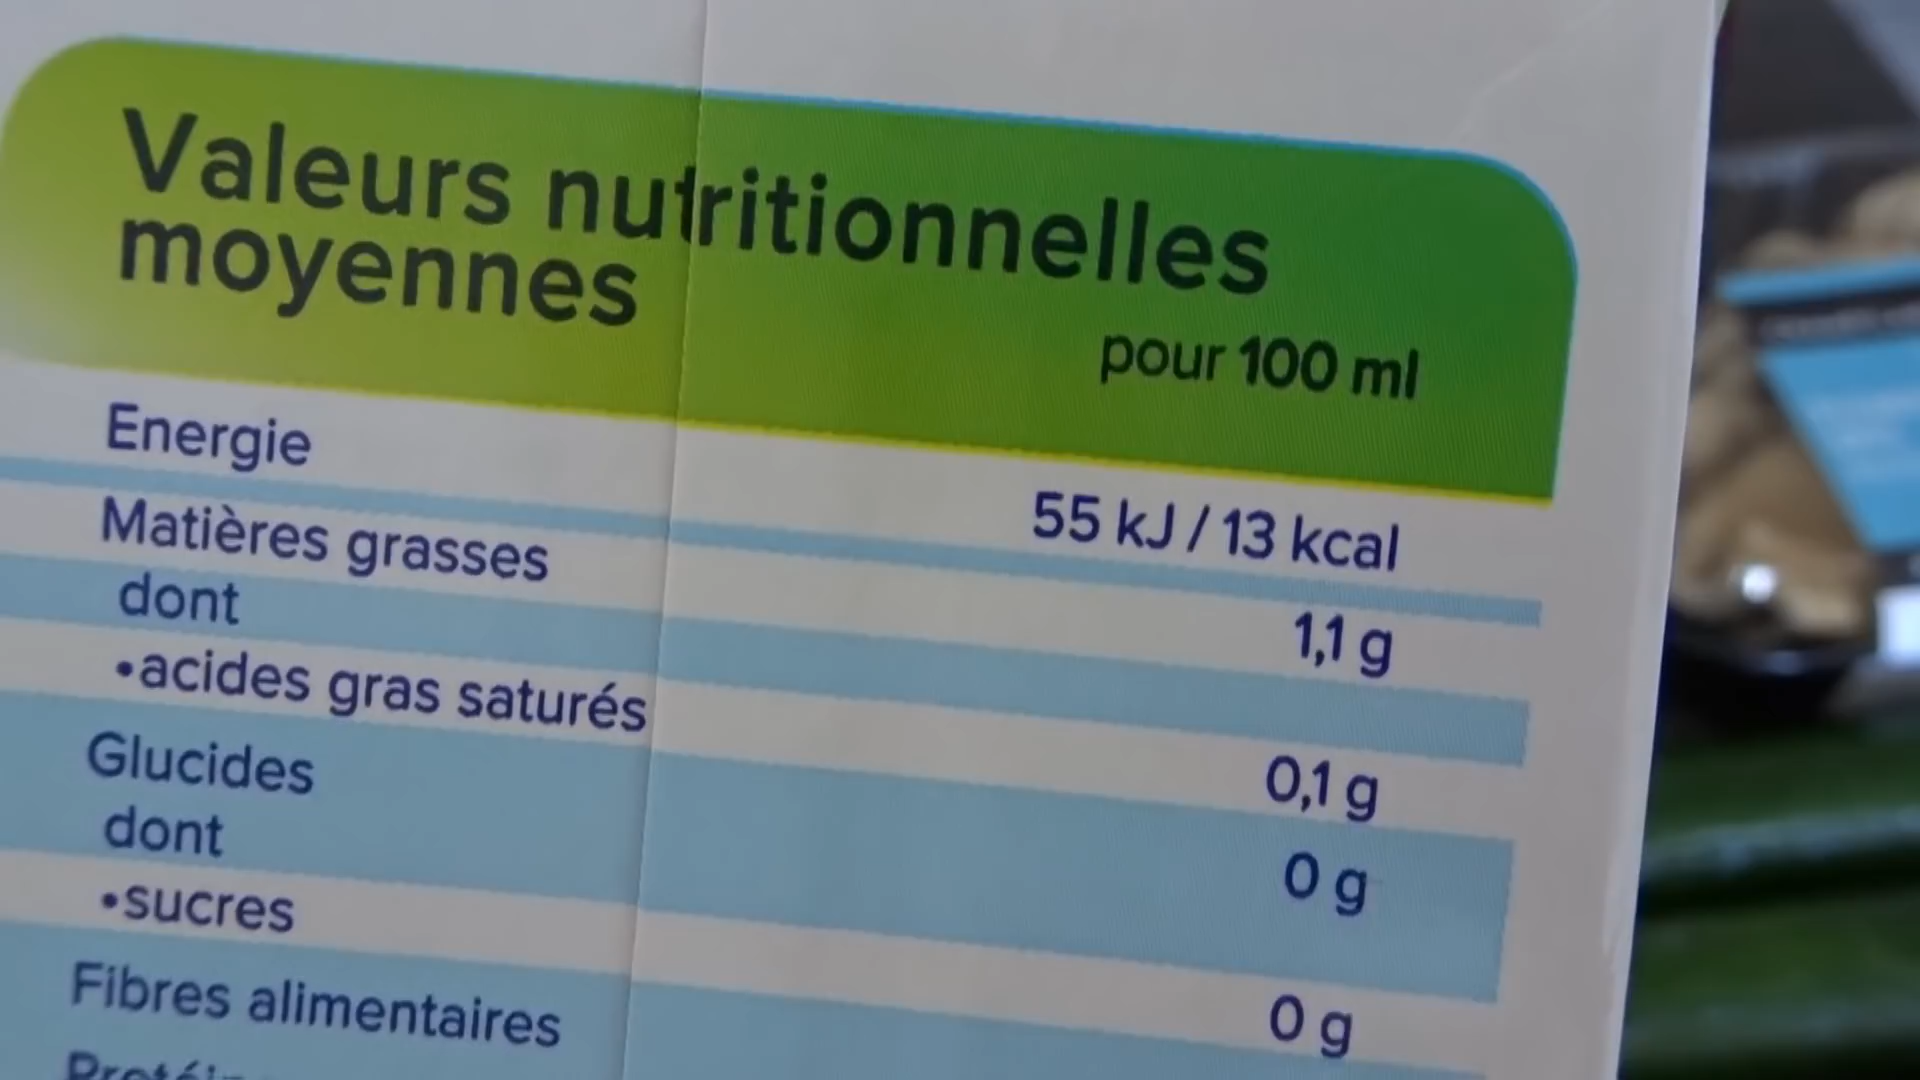 Valeurs nutritionnelles
moyennes
pour 100 ml
Energie 55 kJ / 13 kcal
Matières grasses 1,1 g
dont
•acides gras saturés 0,1 g
Glucides 0 g
dont
•sucres 0 g
Fibres alimentaires